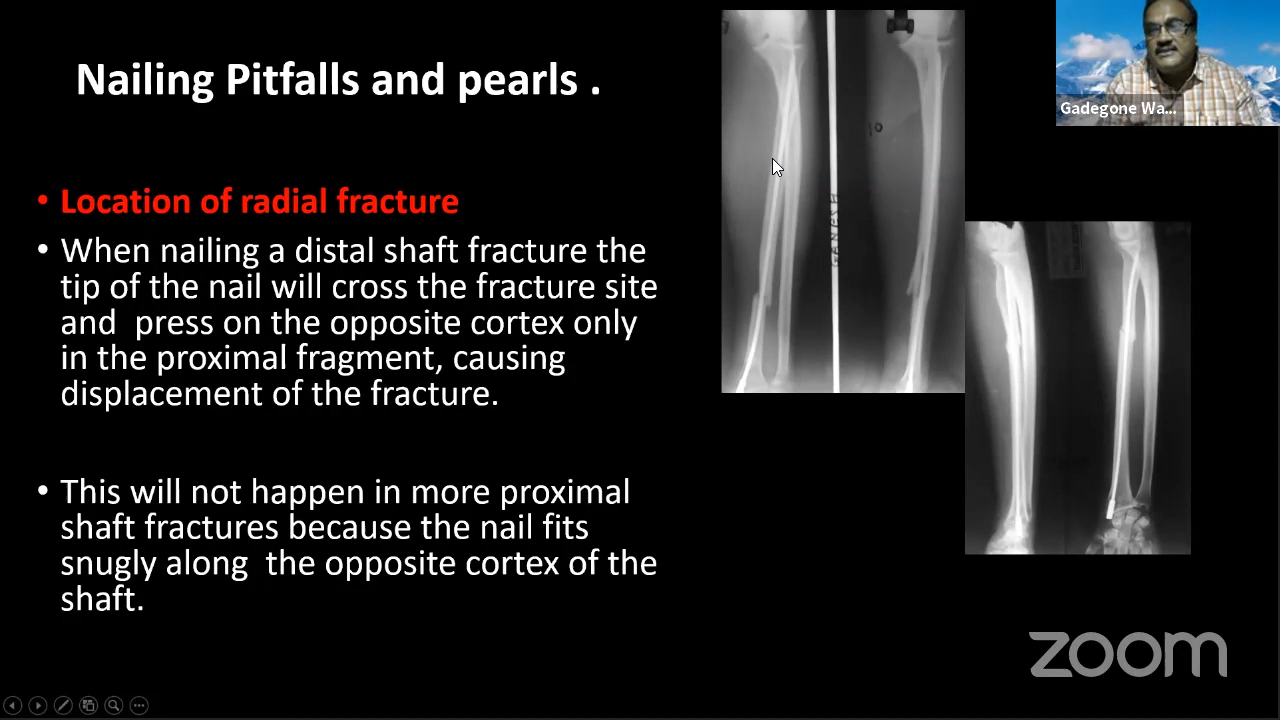 Nailing Pitfalls and pearls .
Gadegone Wa...
• Location of radial fracture
• When nailing a distal shaft fracture the
tip of the nail will cross the fracture site
and press on the opposite cortex only
in the proximal fragment, causing
displacement of the fracture.
• This will not happen in more proximal
shaft fractures because the nail fits
snugly along the opposite cortex of the
shaft.
zoom